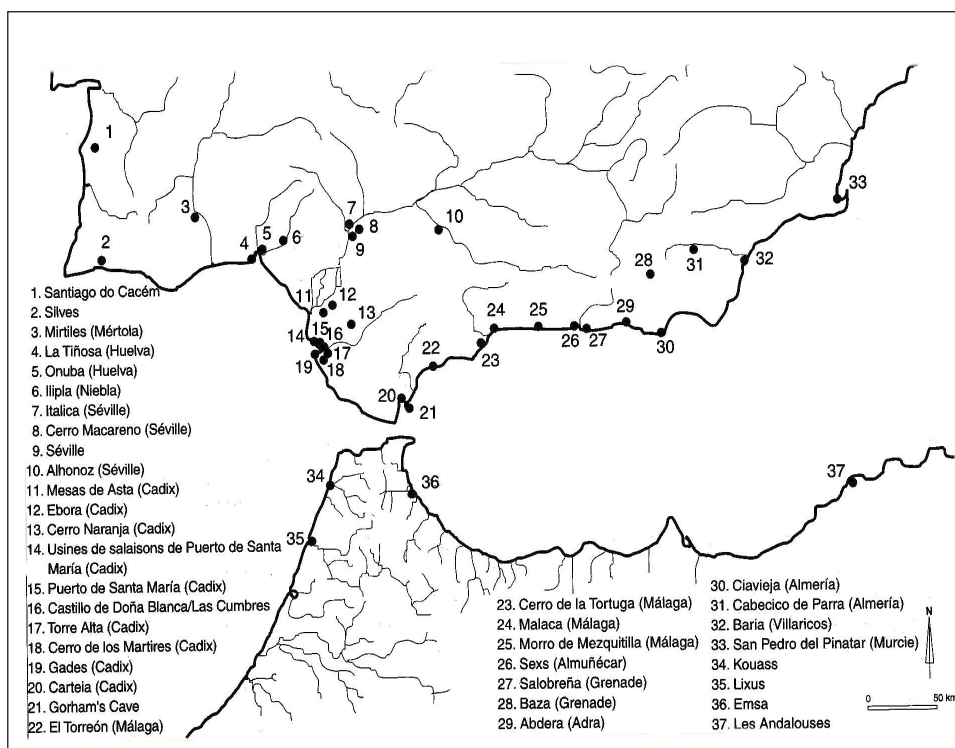 1
2
3
4
5
6
7
8
9
10
11
12
13
14
15
16
17
18
19
20
21
22
23
24
25
26
27
28
29
30
31
32
33
34
35
36
37
1. Santiago do Cacém
2. Silves
3. Mirtiles (Mértola)
4. La Tiñosa (Huelva)
5. Onuba (Huelva)
6. Ilipla (Niebla)
7. Italica (Séville)
8. Cerro Macareno (Séville)
9. Séville
10. Alhonoz (Séville)
11. Mesas de Asta (Cadix)
12. Ebora (Cadix)
13. Cerro Naranja (Cadix)
14. Usines de salaisons de Puerto de Santa
María (Cadix)
15. Puerto de Santa María (Cadix)
16. Castillo de Doña Blanca/Las Cumbres
17. Torre Alta (Cadix)
18. Cerro de los Martires (Cadix)
19. Gades (Cadix)
20. Carteia (Cadix)
21. Gorham's Cave
22. El Torreón (Málaga)
23. Cerro de la Tortuga (Málaga)
24. Malaca (Málaga)
25. Morro de Mezquitilla (Málaga)
26. Sexs (Almuñécar)
27. Salobreña (Grenade)
28. Baza (Grenade)
29. Abdera (Adra)
30. Ciavieja (Almería)
31. Cabecico de Parra (Almería)
32. Baria (Villaricos)
33. San Pedro del Pinatar (Murcie)
34. Kouass
35. Lixus
36. Emsa
37. Les Andalouses
N
0 50 km